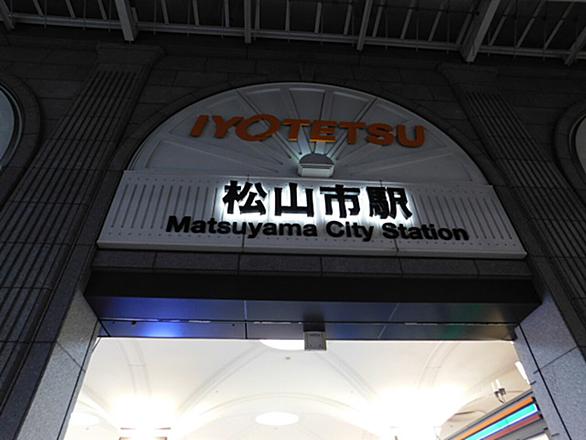 IYOTETSU
松山市駅
Matsuyama City Station